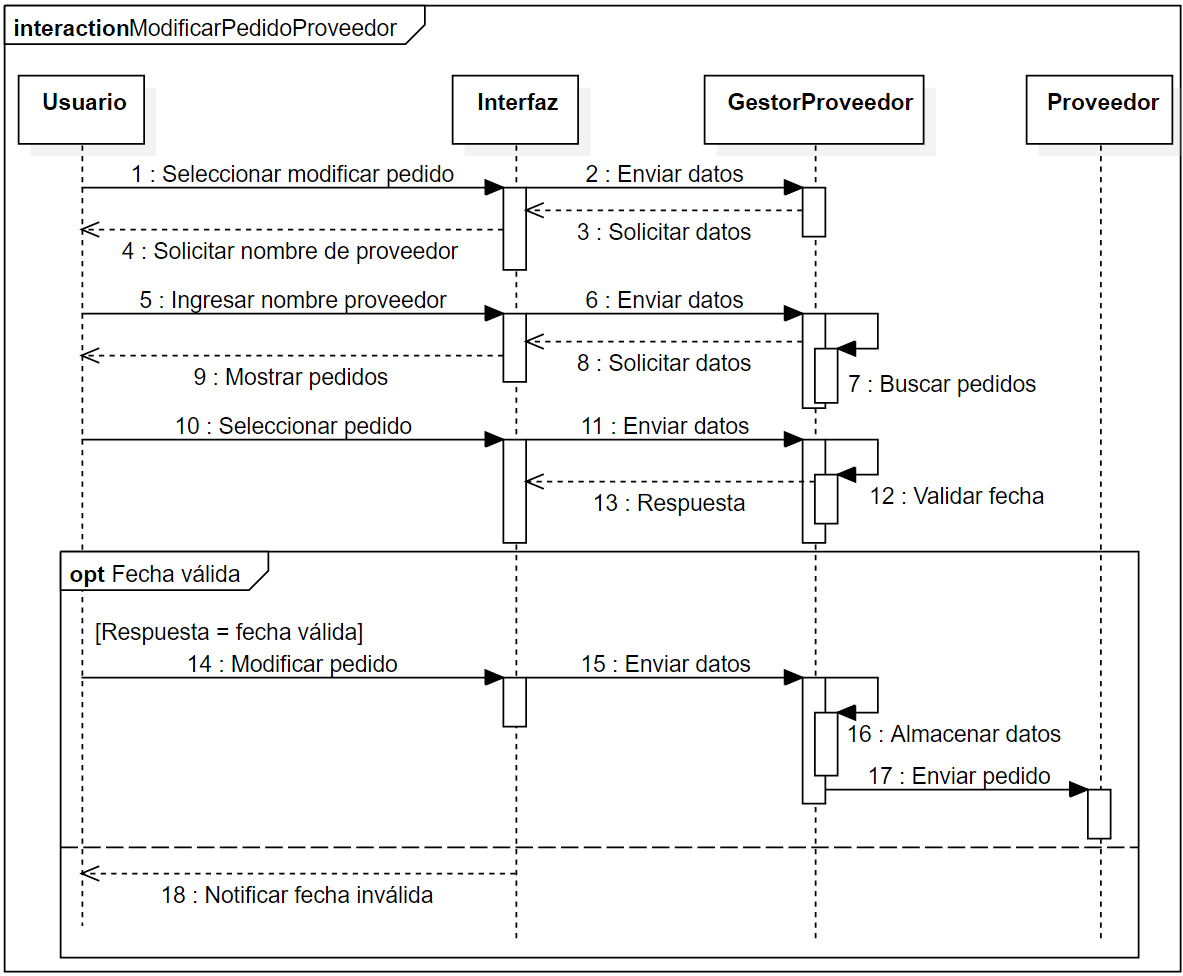 interactionModificarPedidoProveedor
Usuario
Interfaz
GestorProveedor
Proveedor
1 : Seleccionar modificar pedido
2 : Enviar datos
3 : Solicitar datos
4 : Solicitar nombre de proveedor
5 : Ingresar nombre proveedor
6 : Enviar datos
8 : Solicitar datos
9 : Mostrar pedidos
7 : Buscar pedidos
10 : Seleccionar pedido
11 : Enviar datos
12 : Validar fecha
13 : Respuesta
opt Fecha válida
[Respuesta = fecha válida]
14 : Modificar pedido
15 : Enviar datos
16 : Almacenar datos
17 : Enviar pedido
18 : Notificar fecha inválida